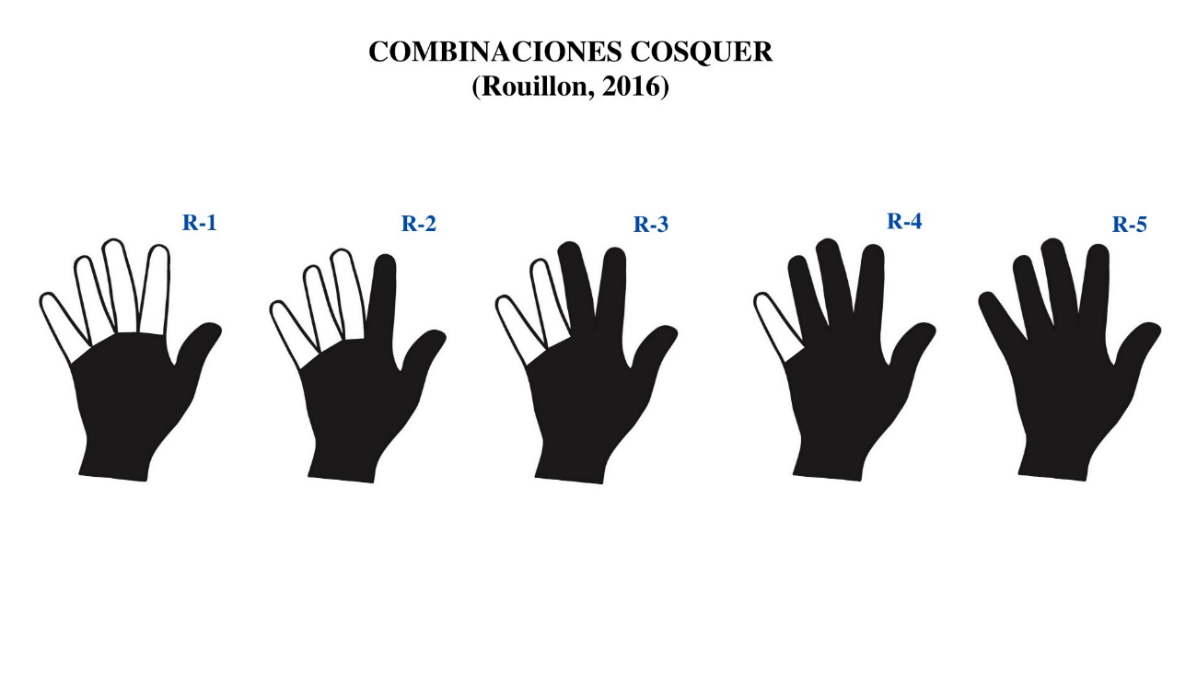 COMBINACIONES COSQUER
(Rouillon, 2016)
R-1
R-2
R-3
R-4
R-5